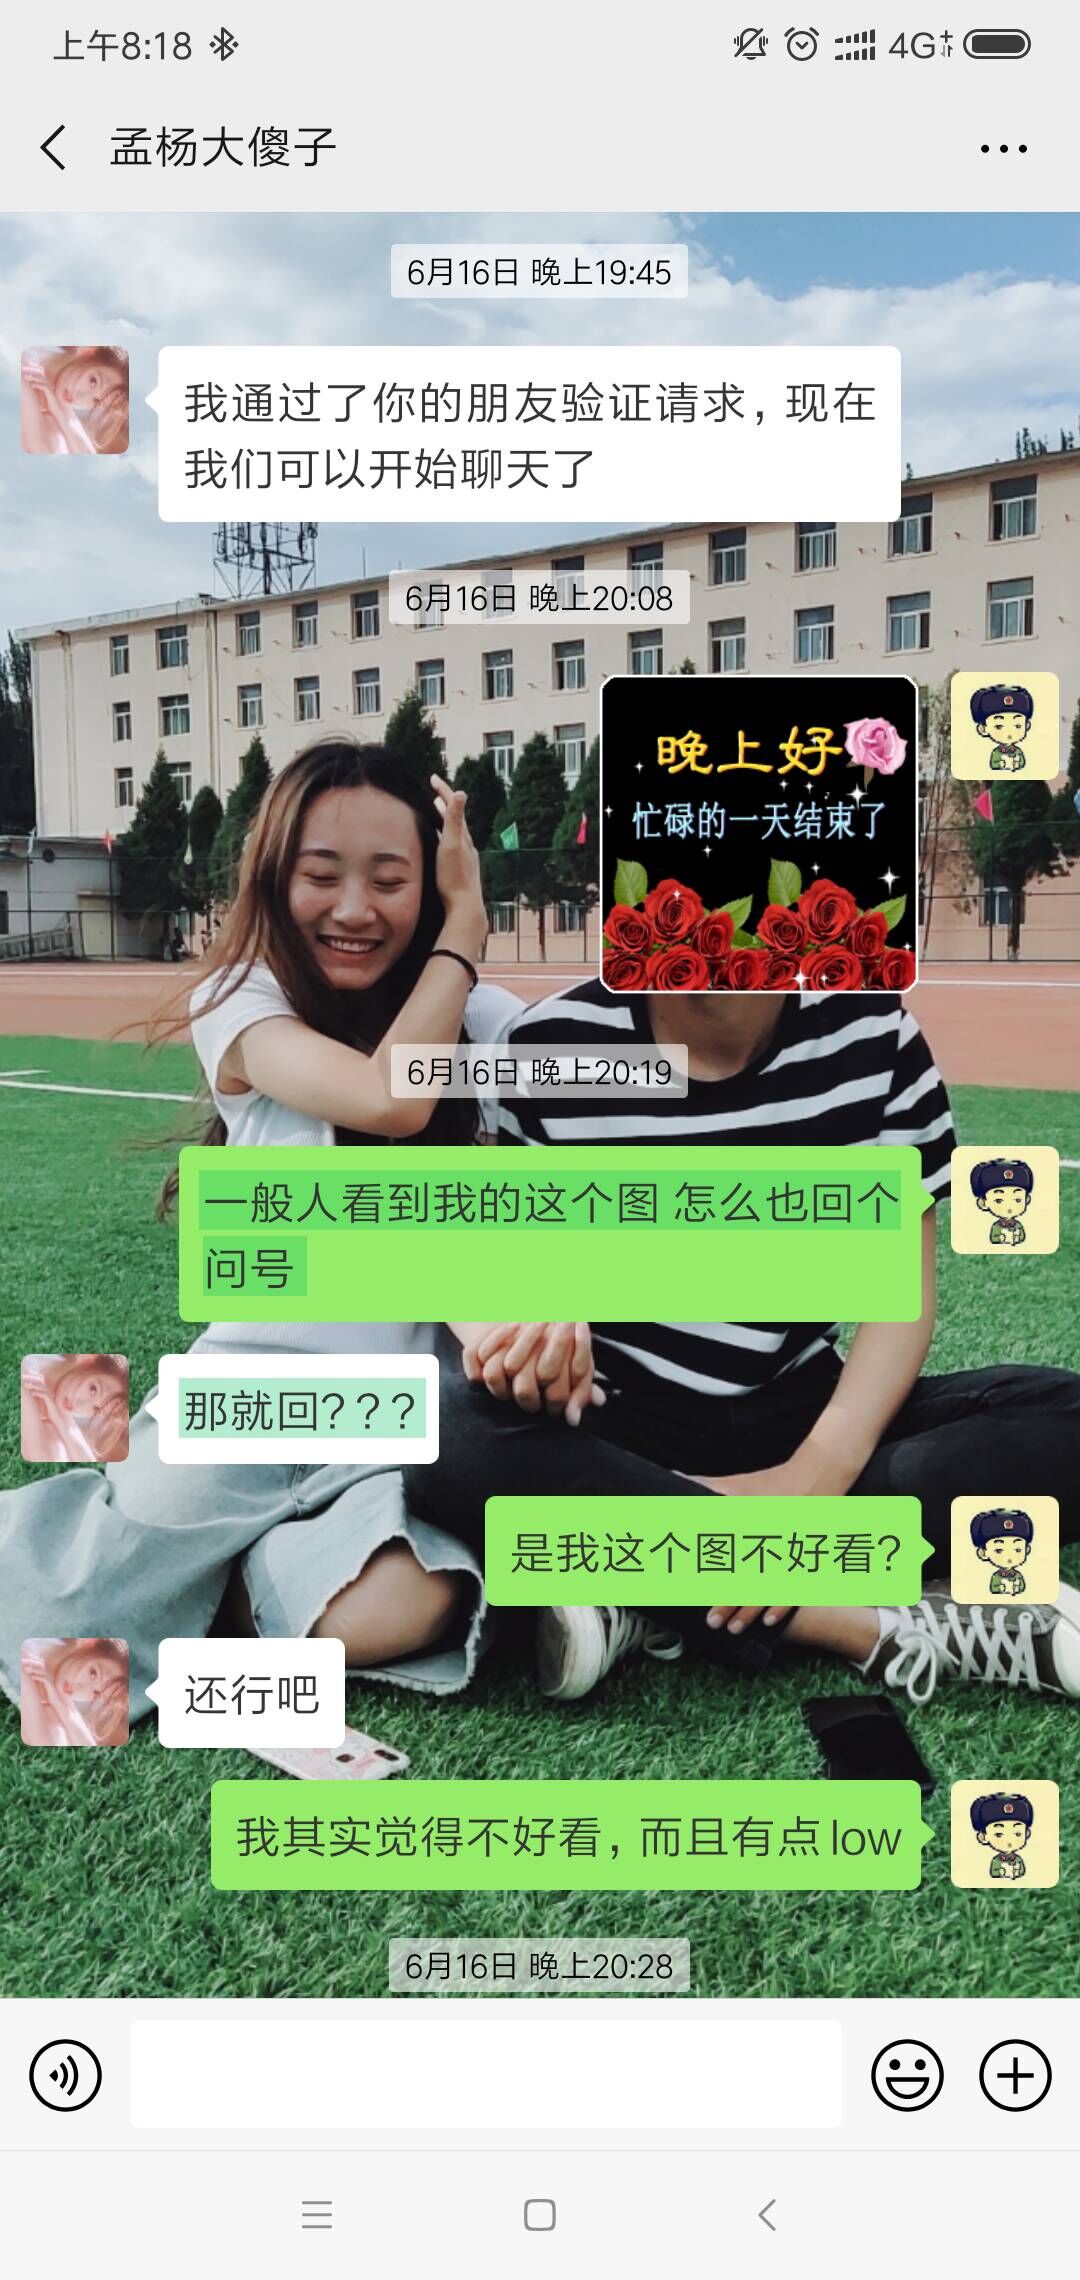 上午8:18
4G
孟杨大傻子
6月16日 晚上19:45
我通过了你的朋友验证请求，现在
我们可以开始聊天了
6月16日 晚上20:08
晚上好
忙碌的一天结束了
6月16日 晚上20:19
一般人看到我的这个图 怎么也回个
问号
那就回？？？
是我这个图不好看？
还行吧
我其实觉得不好看，而且有点low
6月16日 晚上20:28